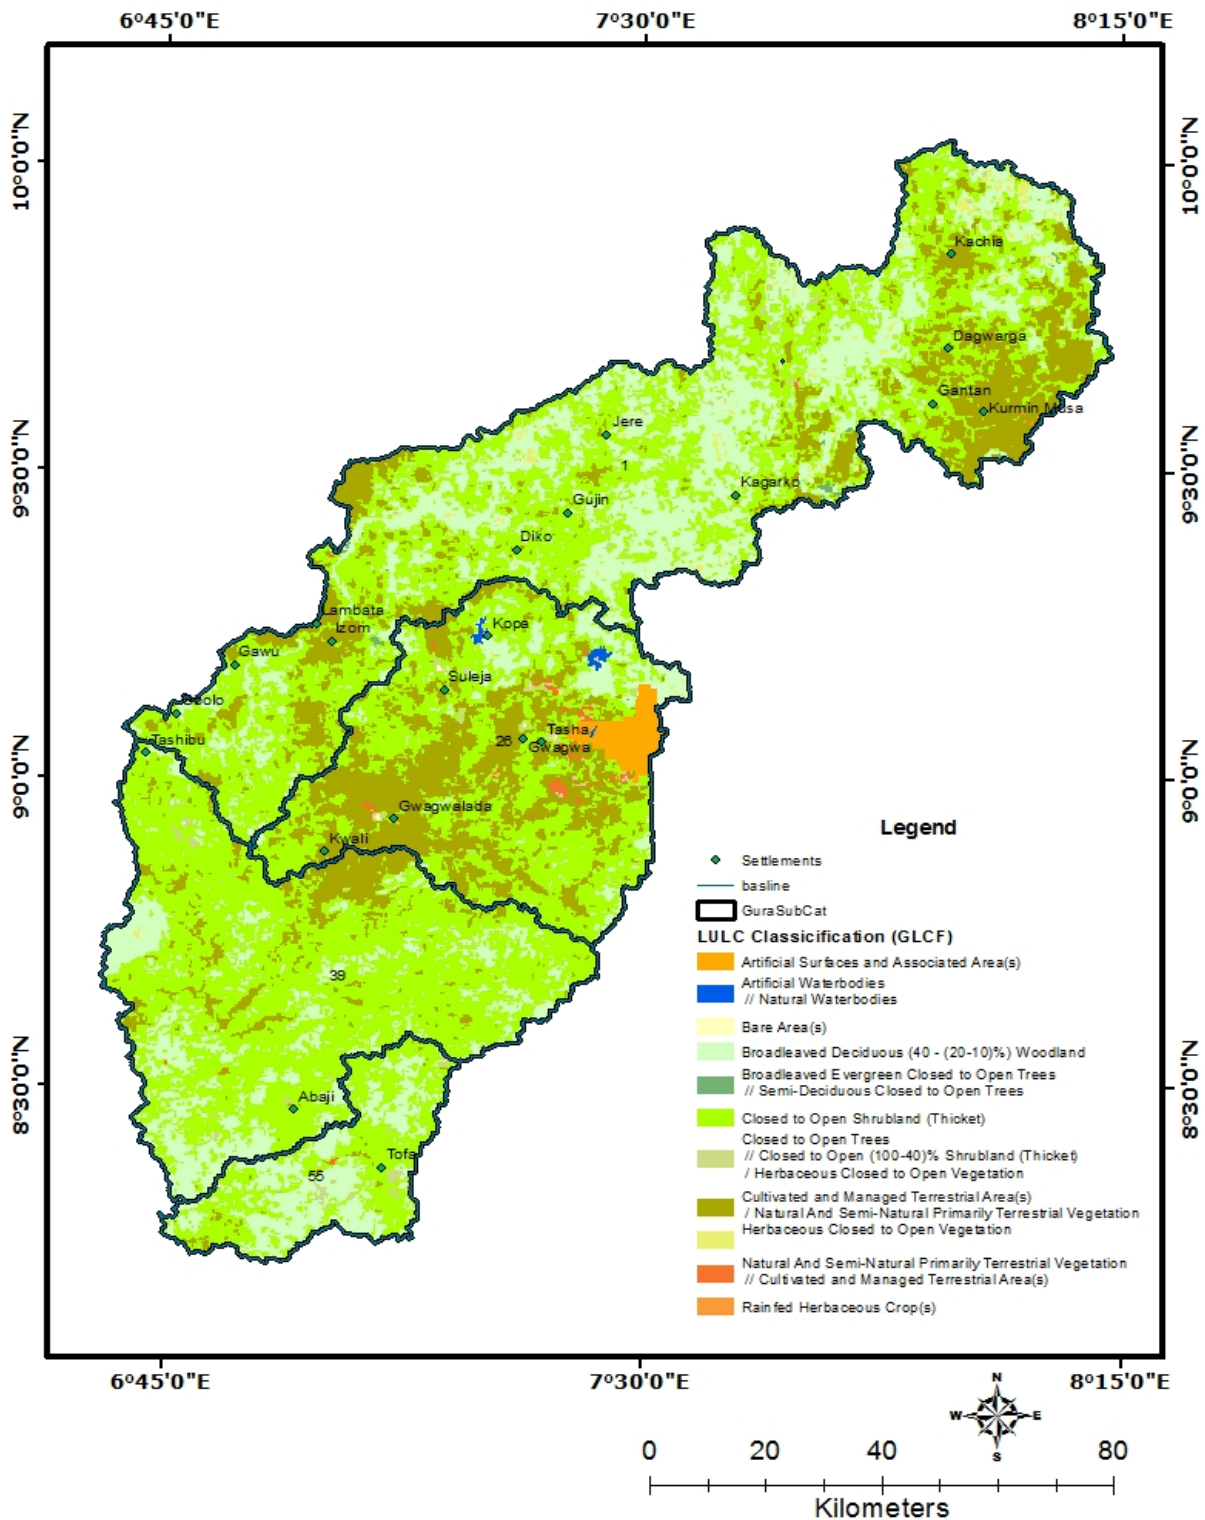 6°45'0"E 7°30'0"E 8°15'0"E
10°0'0"N
10°0'0"N
Kachia
Dagwarga
Gantan
Kurmin Musa
Jere
1
9°30'0"N
9°30'0"N
Kagarko
Gujin
Diko
Lambata
Izom
Kope
Gawu
Suleja
Tashibu
Tasha
26
Gwagwa
9°0'0"N
9°0'0"N
Gwagwalada
Kwali
39
8°30'0"N
8°30'0"N
Abaji
Tofa
55
Legend
Settlements
basline
GuraSubCat
LULC Classicification (GLCF)
Artificial Surfaces and Associated Area(s)
Artificial Waterbodies
// Natural Waterbodies
Bare Area(s)
Broadleaved Deciduous (40 - (20-10)%) Woodland
Broadleaved Evergreen Closed to Open Trees
// Semi-Deciduous Closed to Open Trees
Closed to Open Shrubland (Thicket)
Closed to Open Trees
// Closed to Open (100-40)% Shrubland (Thicket)
/ Herbaceous Closed to Open Vegetation
Cultivated and Managed Terrestrial Area(s)
/ Natural And Semi-Natural Primarily Terrestrial Vegetation
Herbaceous Closed to Open Vegetation
Natural And Semi-Natural Primarily Terrestrial Vegetation
// Cultivated and Managed Terrestrial Area(s)
Rainfed Herbaceous Crop(s)
6°45'0"E 7°30'0"E 8°15'0"E
N
W E
S
0 20 40 80
Kilometers